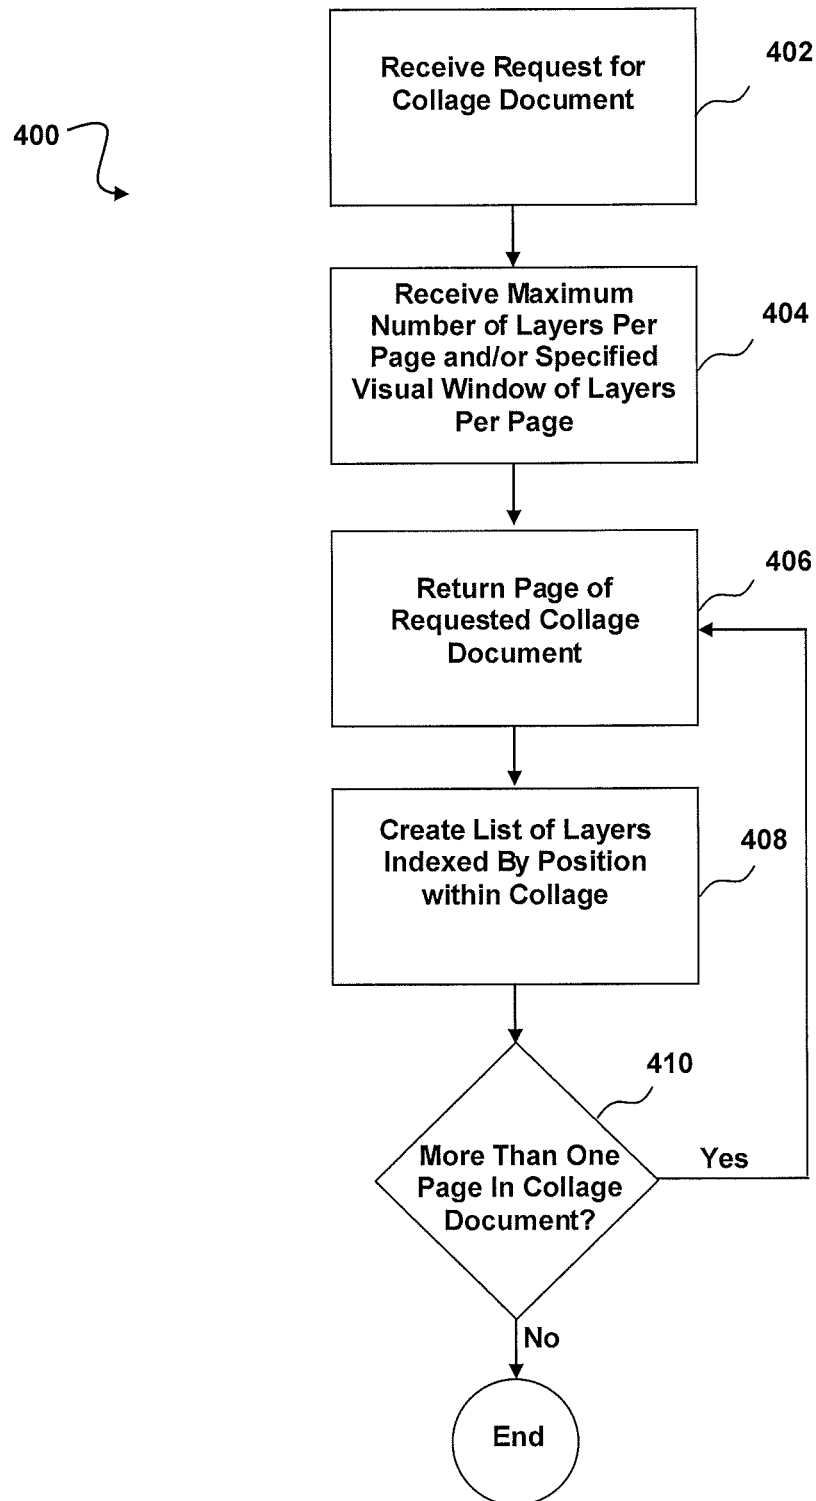 Receive Request for
Collage Document
402
400
Receive Maximum
Number of Layers Per
Page and/or Specified
Visual Window of Layers
Per Page
404
Return Page of
Requested Collage
Document
406
Create List of Layers
Indexed By Position
within Collage
408
410
More Than One
Page In Collage
Document?
Yes
No
End